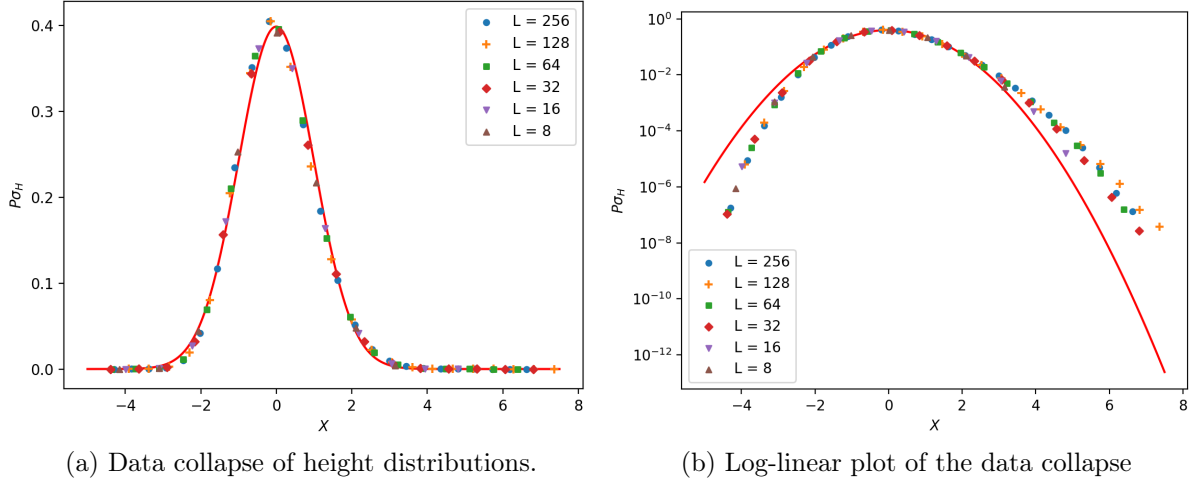 0.4
0.3
0.2
0.1
0.0
Pσ_H
−4 −2 0 2 4 6 8
X
L = 256
L = 128
L = 64
L = 32
L = 16
L = 8
(a) Data collapse of height distributions.
10^0
10^−2
10^−4
10^−6
10^−8
10^−10
10^−12
Pσ_H
−4 −2 0 2 4 6 8
X
L = 256
L = 128
L = 64
L = 32
L = 16
L = 8
(b) Log-linear plot of the data collapse